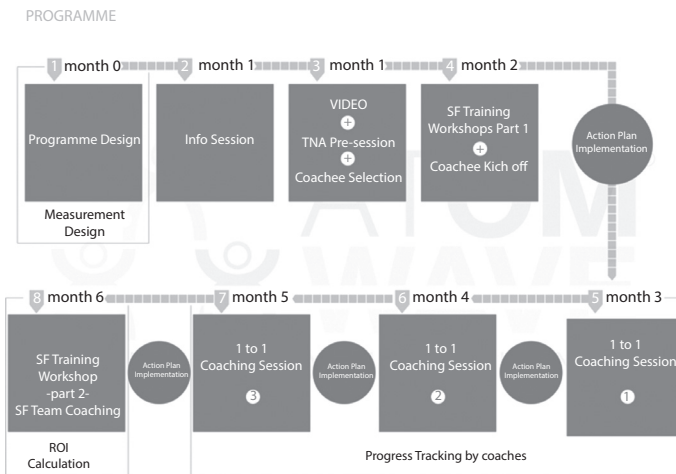 PROGRAMME
1 month 0
2 month 1
3 month 1
4 month 2
Programme Design
Measurement
Design
Info Session
VIDEO
+
TNA Pre-session
+
Coachee Selection
SF Training
Workshops Part 1
+
Coachee Kich off
Action Plan
Implementation
ATOM
WAVE
8 month 6
7 month 5
6 month 4
5 month 3
SF Training
Workshop
-part 2-
SF Team Coaching
Action Plan
Implementation
1 to 1
Coaching Session
3
Action Plan
Implementation
1 to 1
Coaching Session
2
Action Plan
Implementation
1 to 1
Coaching Session
1
ROI
Calculation
Progress Tracking by coaches